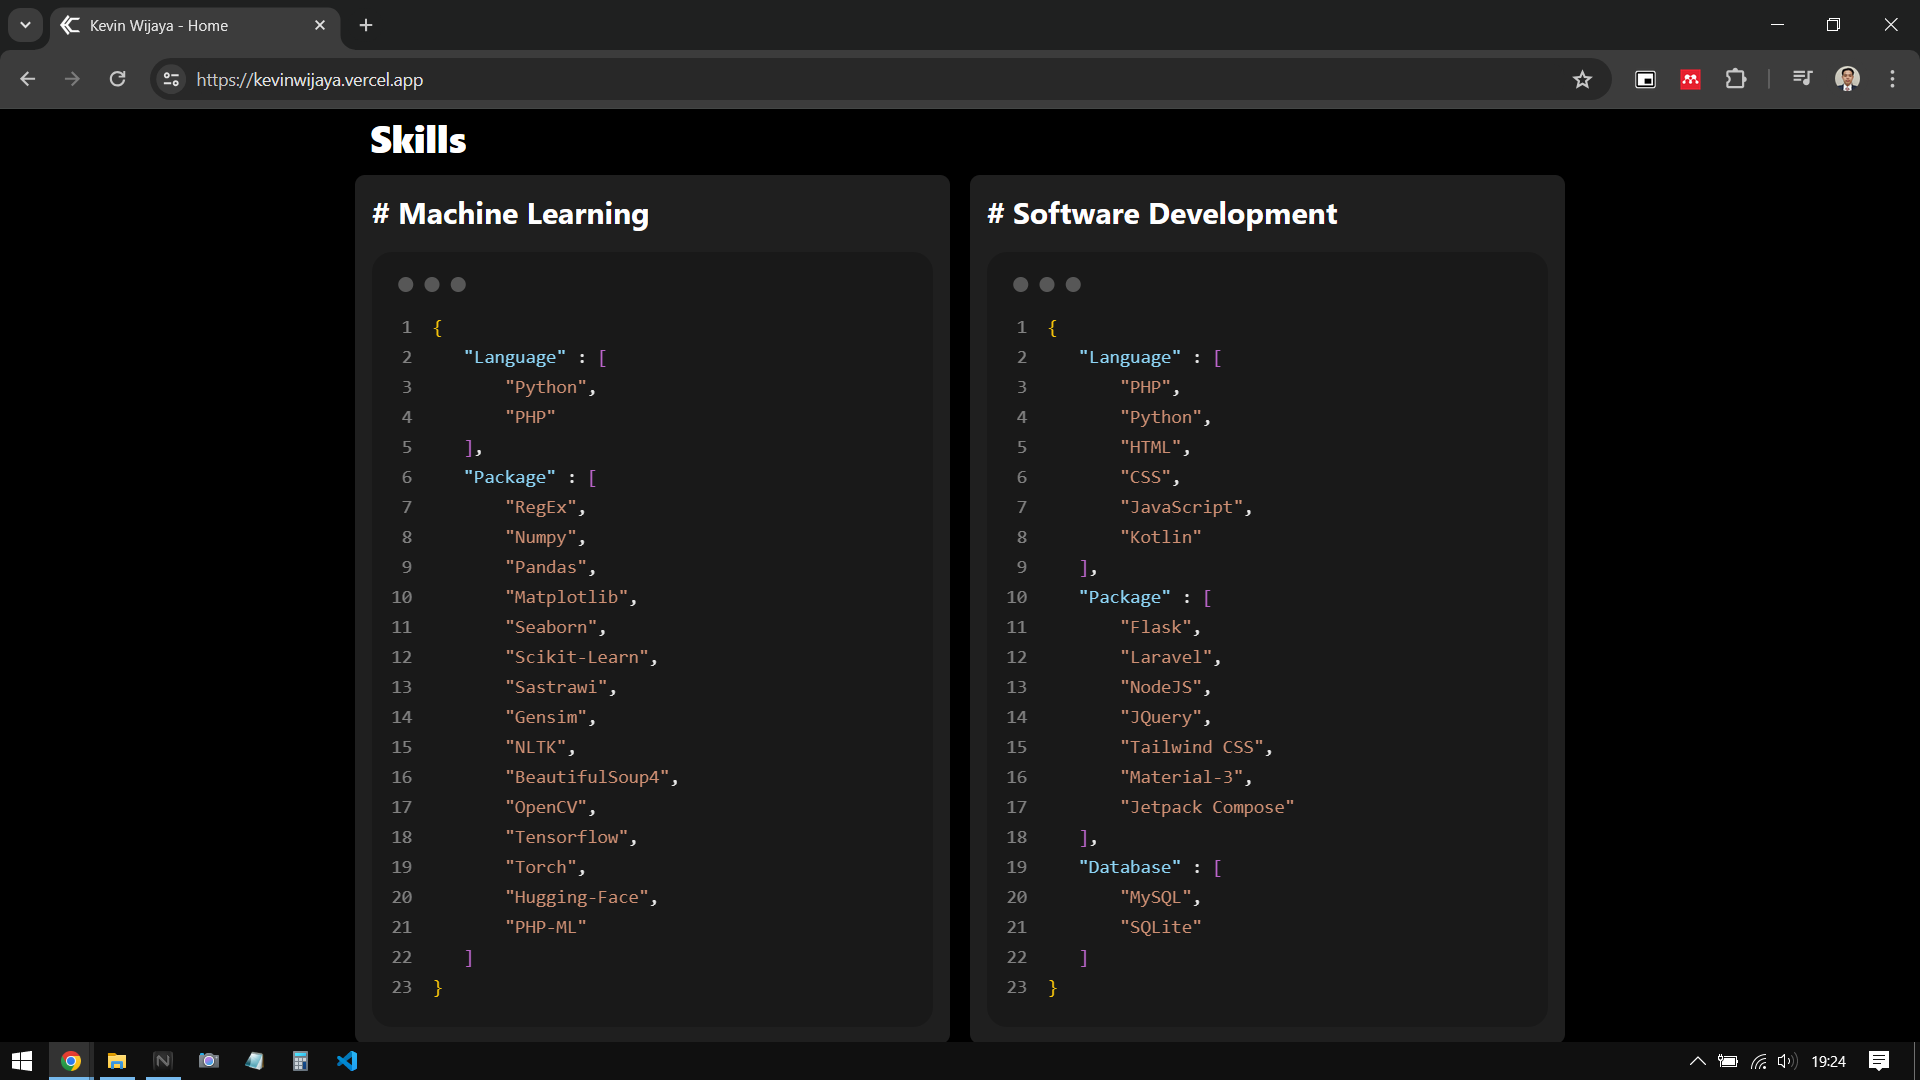 Kevin Wijaya - Home
https://kevinwijaya.vercel.app
Skills
# Machine Learning
1 {
2 "Language" : [
3 "Python",
4 "PHP"
5 ],
6 "Package" : [
7 "RegEx",
8 "Numpy",
9 "Pandas",
10 "Matplotlib",
11 "Seaborn",
12 "Scikit-Learn",
13 "Sastrawi",
14 "Gensim",
15 "NLTK",
16 "BeautifulSoup4",
17 "OpenCV",
18 "Tensorflow",
19 "Torch",
20 "Hugging-Face",
21 "PHP-ML"
22 ]
23 }
# Software Development
1 {
2 "Language" : [
3 "PHP",
4 "Python",
5 "HTML",
6 "CSS",
7 "JavaScript",
8 "Kotlin"
9 ],
10 "Package" : [
11 "Flask",
12 "Laravel",
13 "NodeJS",
14 "JQuery",
15 "Tailwind CSS",
16 "Material-3",
17 "Jetpack Compose"
18 ],
19 "Database" : [
20 "MySQL",
21 "SQLite"
22 ]
23 }
19:24